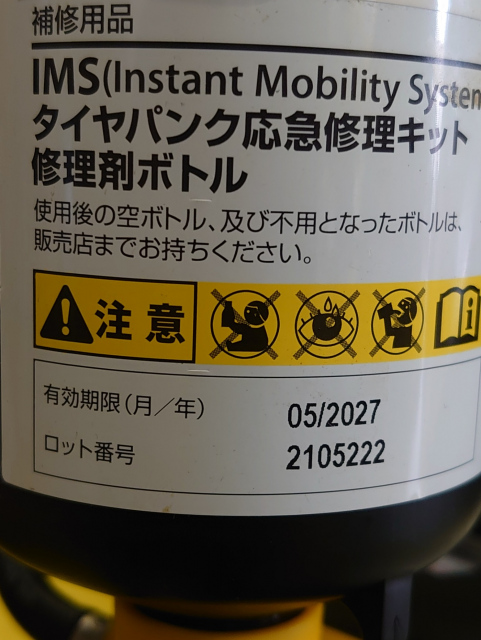 補修用品
IMS(Instant Mobility System
タイヤパンク応急修理キット
修理剤ボトル
使用後の空ボトル、及び不用となったボトルは、
販売店までお持ちください。
注意
有効期限(月/年) 05/2027
ロット番号 2105222